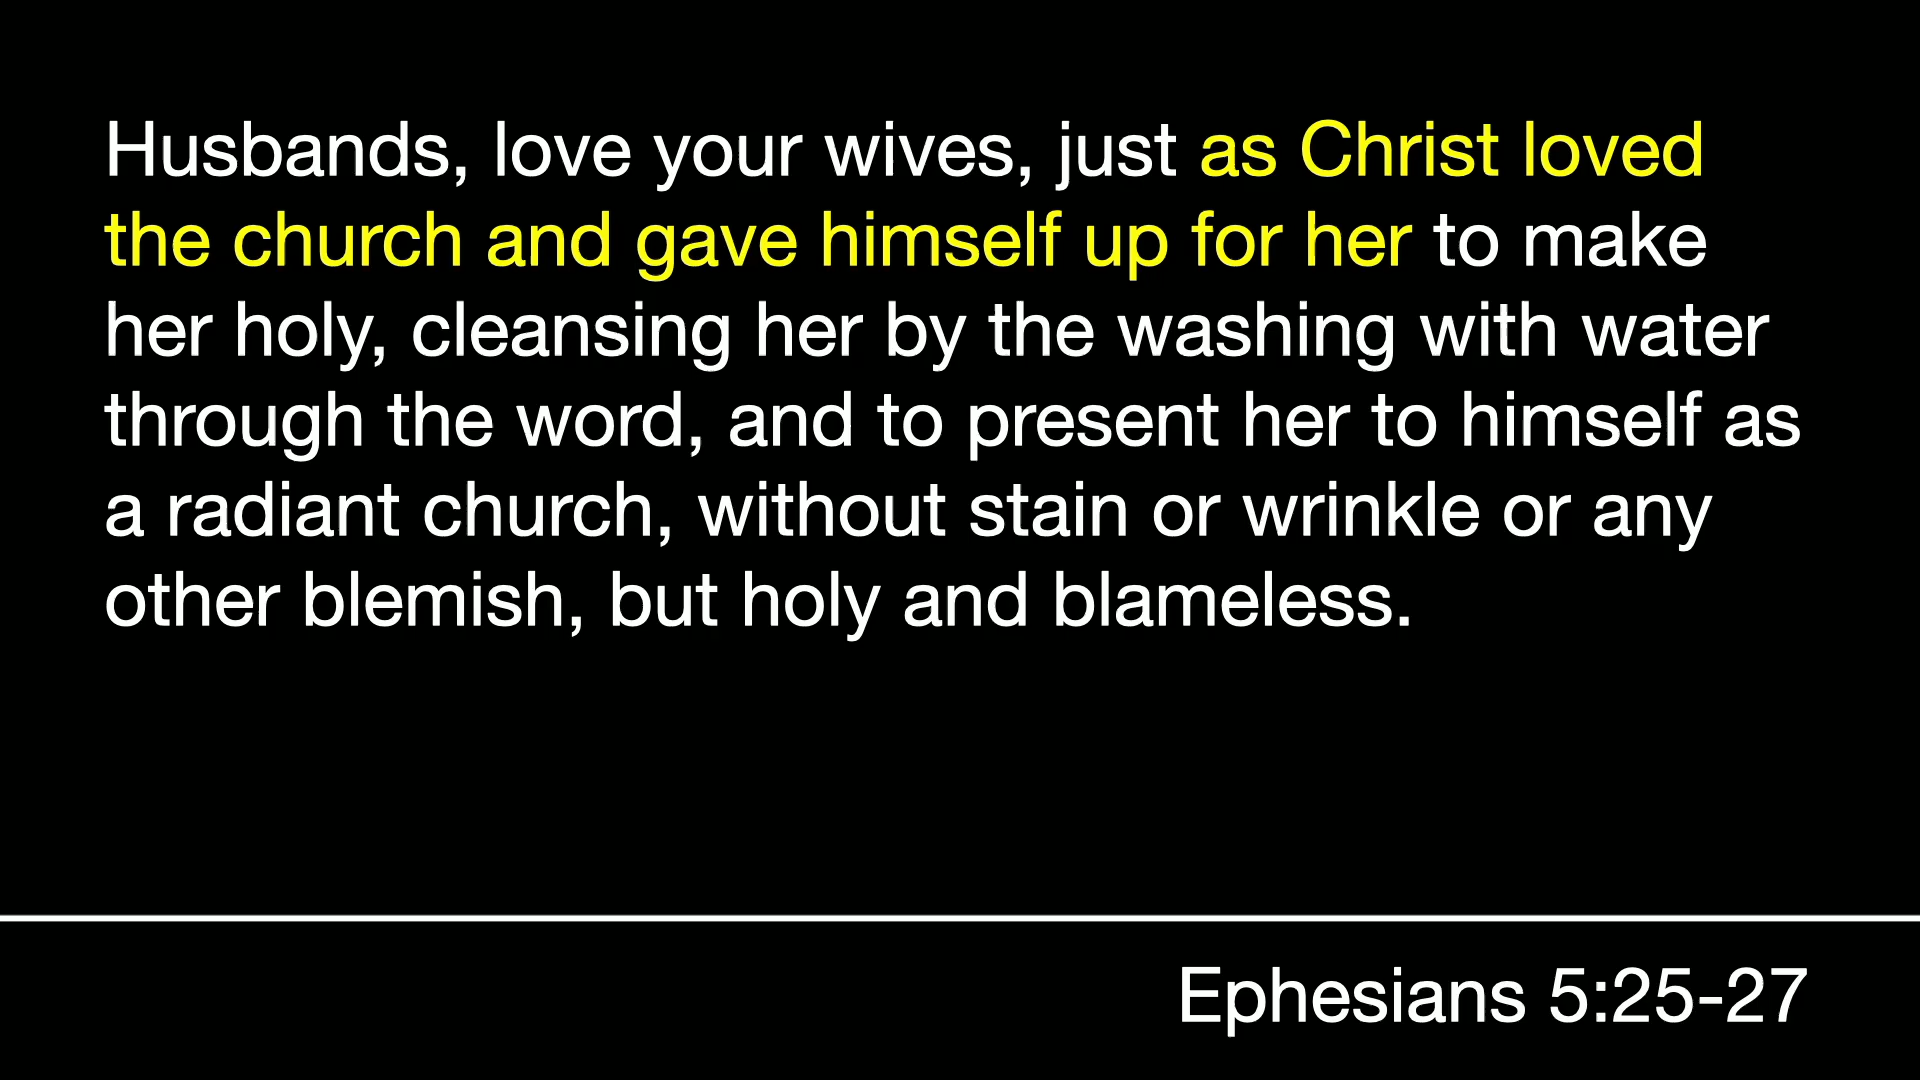 Husbands, love your wives, just as Christ loved
the church and gave himself up for her to make
her holy, cleansing her by the washing with water
through the word, and to present her to himself as
a radiant church, without stain or wrinkle or any
other blemish, but holy and blameless.
Ephesians 5:25-27